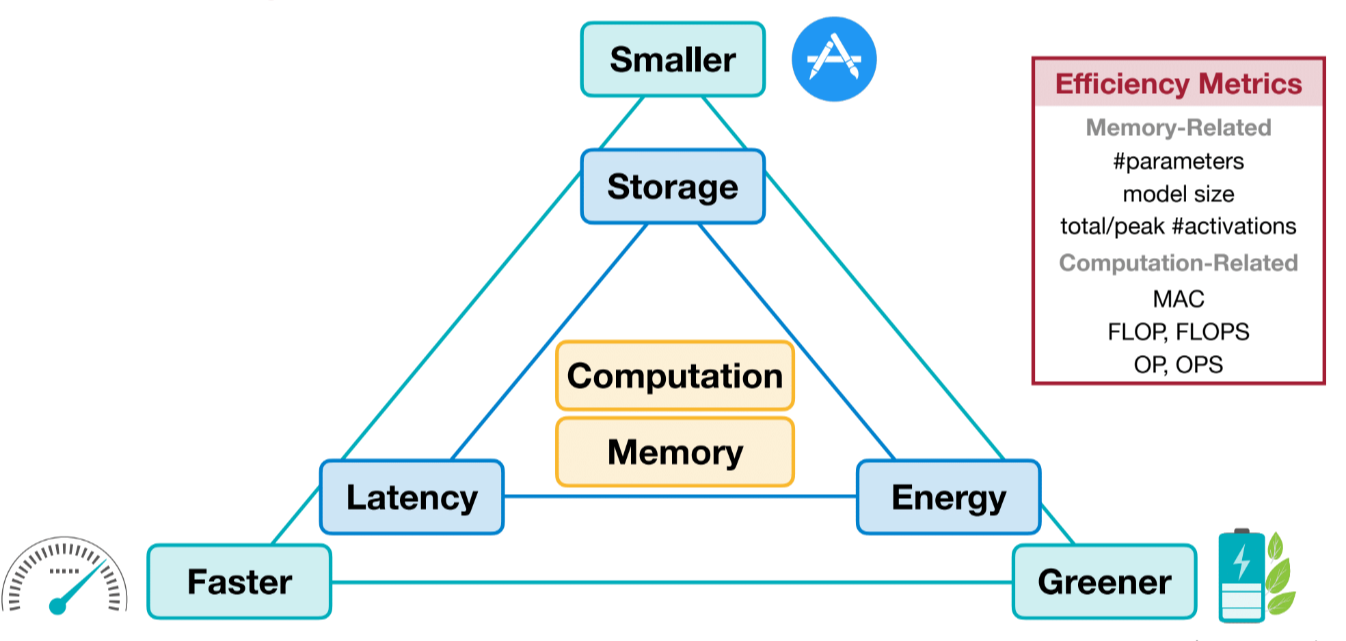 Smaller
Storage
Computation
Memory
Latency
Energy
Faster
Greener
Efficiency Metrics
Memory-Related
#parameters
model size
total/peak #activations
Computation-Related
MAC
FLOP, FLOPS
OP, OPS